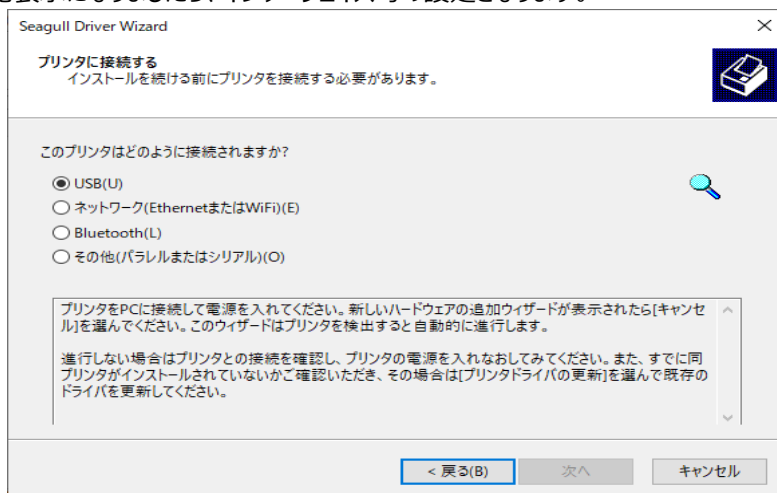 Seagull Driver Wizard
プリンタに接続する
インストールを続ける前にプリンタを接続する必要があります。
このプリンタはどのように接続されますか?
USB(U)
ネットワーク(EthernetまたはWiFi)(E)
Bluetooth(L)
その他(パラレルまたはシリアル)(O)
プリンタをPCに接続して電源を入れてください。新しいハードウェアの追加ウィザードが表示されたら[キャンセ
ル]を選んでください。このウィザードはプリンタを検出すると自動的に進行します。
進行しない場合はプリンタとの接続を確認し、プリンタの電源を入れなおしてみてください。また、すでに同
プリンタがインストールされていないかご確認いただき、その場合は[プリンタドライバの更新]を選んで既存の
ドライバを更新してください。
< 戻る(B)
次へ
キャンセル